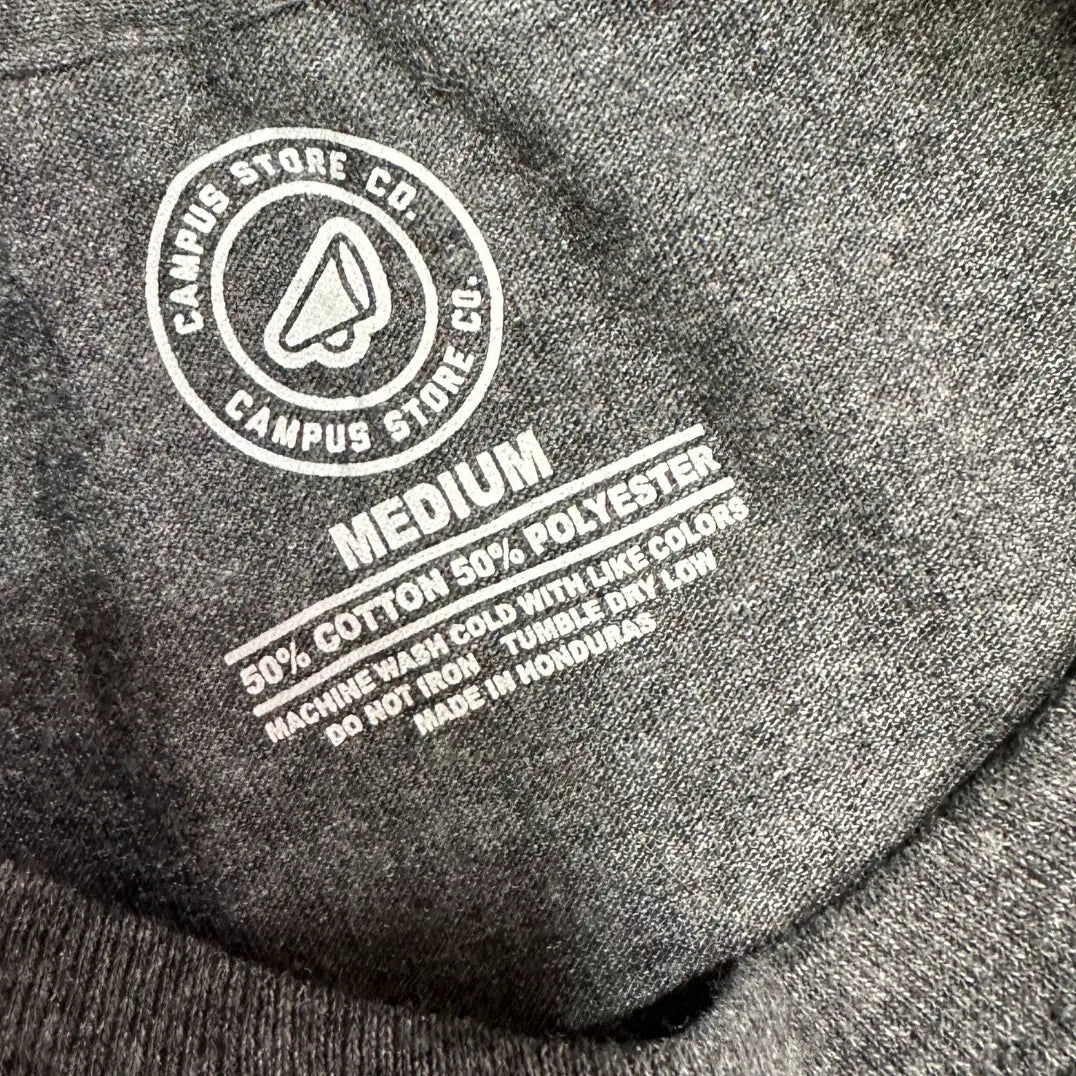 CAMPUS STORE CO.
CAMPUS STORE CO.
MEDIUM
50% COTTON 50% POLYESTER
MACHINE WASH COLD WITH LIKE COLORS
DO NOT IRON TUMBLE DRY LOW
MADE IN HONDURAS